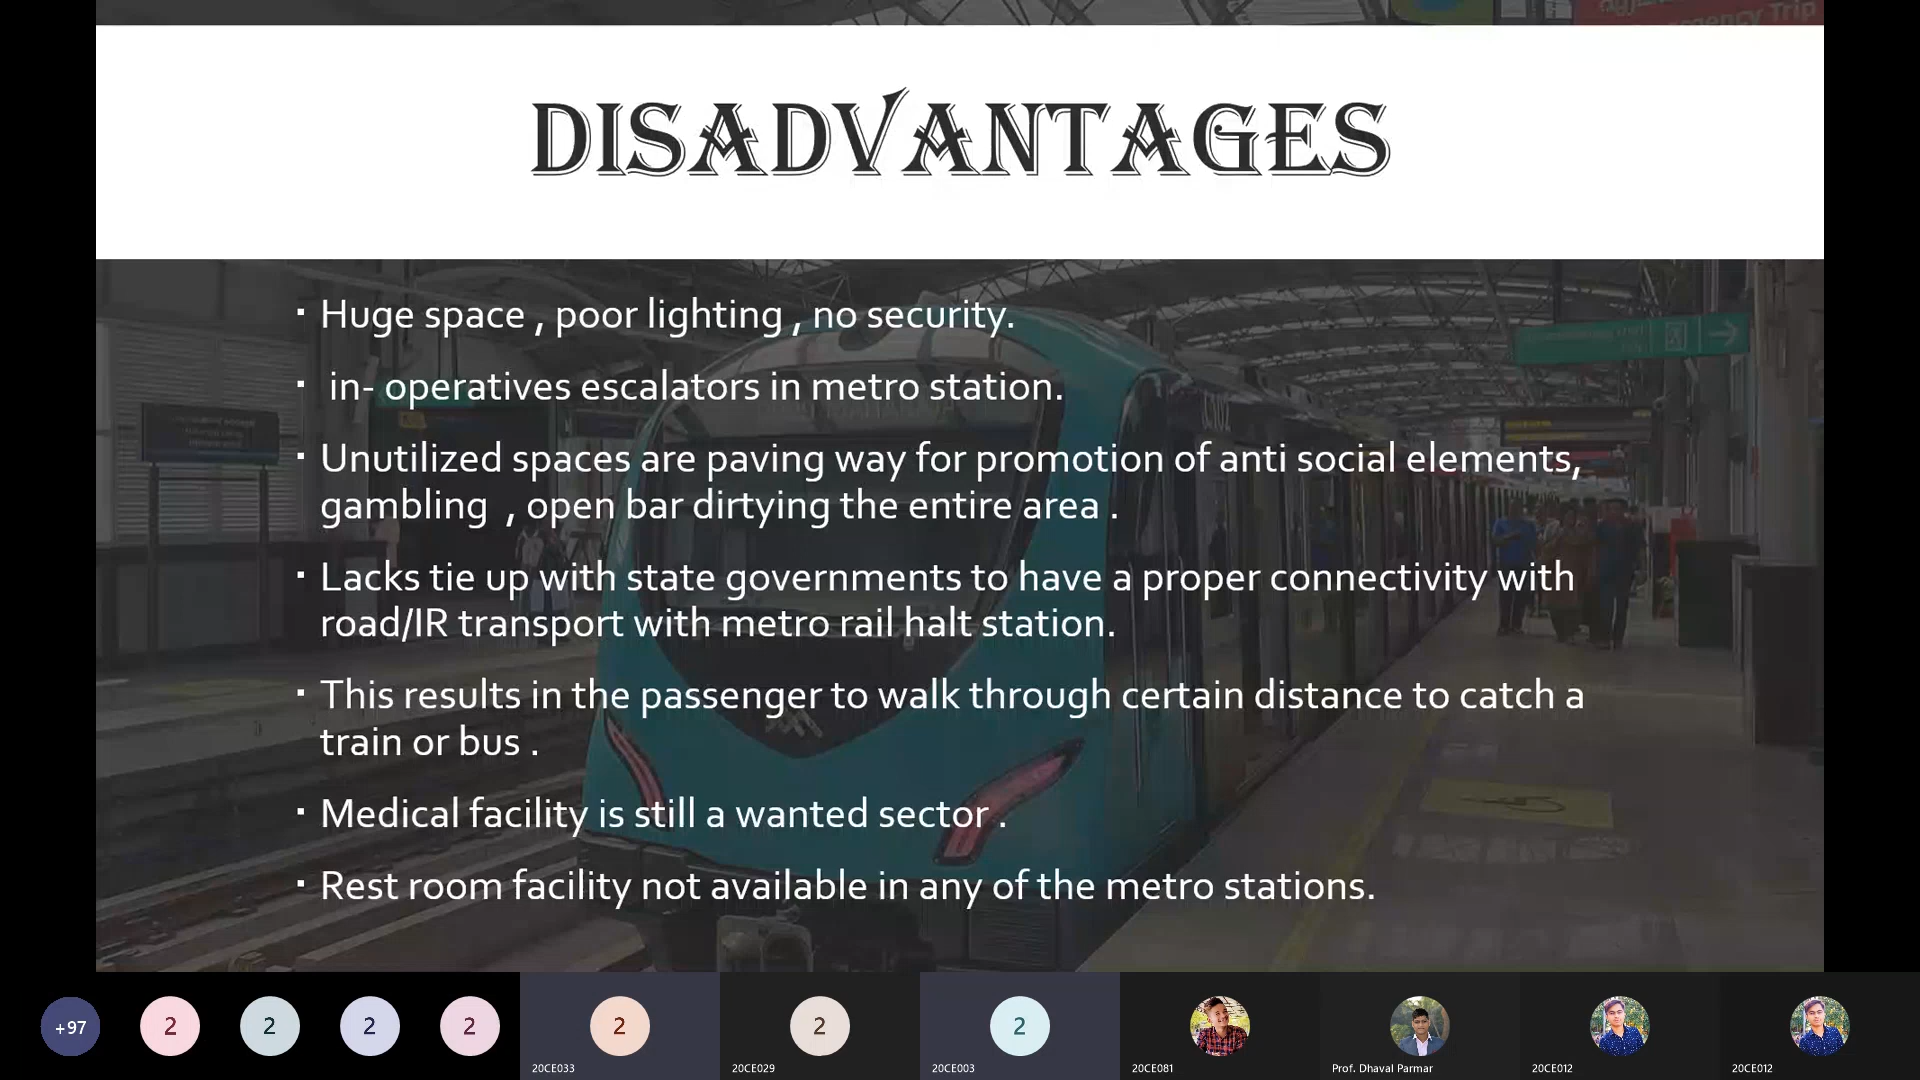 gency Trip
DISADVANTAGES
▪ Huge space , poor lighting , no security.
▪ in- operatives escalators in metro station.
▪ Unutilized spaces are paving way for promotion of anti social elements,
gambling , open bar dirtying the entire area .
▪ Lacks tie up with state governments to have a proper connectivity with
road/IR transport with metro rail halt station.
▪ This results in the passenger to walk through certain distance to catch a
train or bus .
▪ Medical facility is still a wanted sector .
▪ Rest room facility not available in any of the metro stations.
+97
2
2
2
2
2
2
2
20CE033
20CE029
20CE003
20CE081
Prof. Dhaval Parmar
20CE012
20CE012